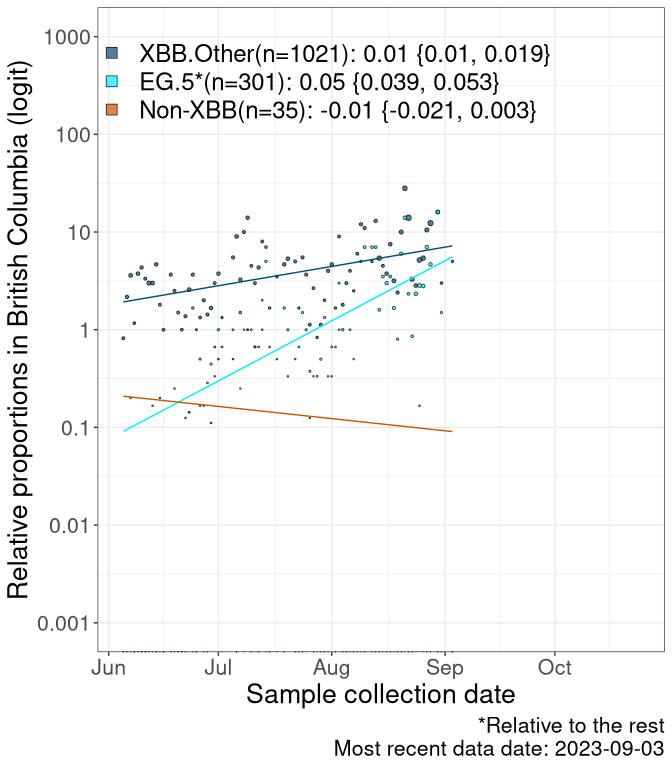 1000
100
10
1
0.1
0.01
0.001
Relative proportions in British Columbia (logit)
XBB.Other(n=1021): 0.01 {0.01, 0.019}
EG.5*(n=301): 0.05 {0.039, 0.053}
Non-XBB(n=35): -0.01 {-0.021, 0.003}
Jun Jul Aug Sep Oct
Sample collection date
*Relative to the rest
Most recent data date: 2023-09-03